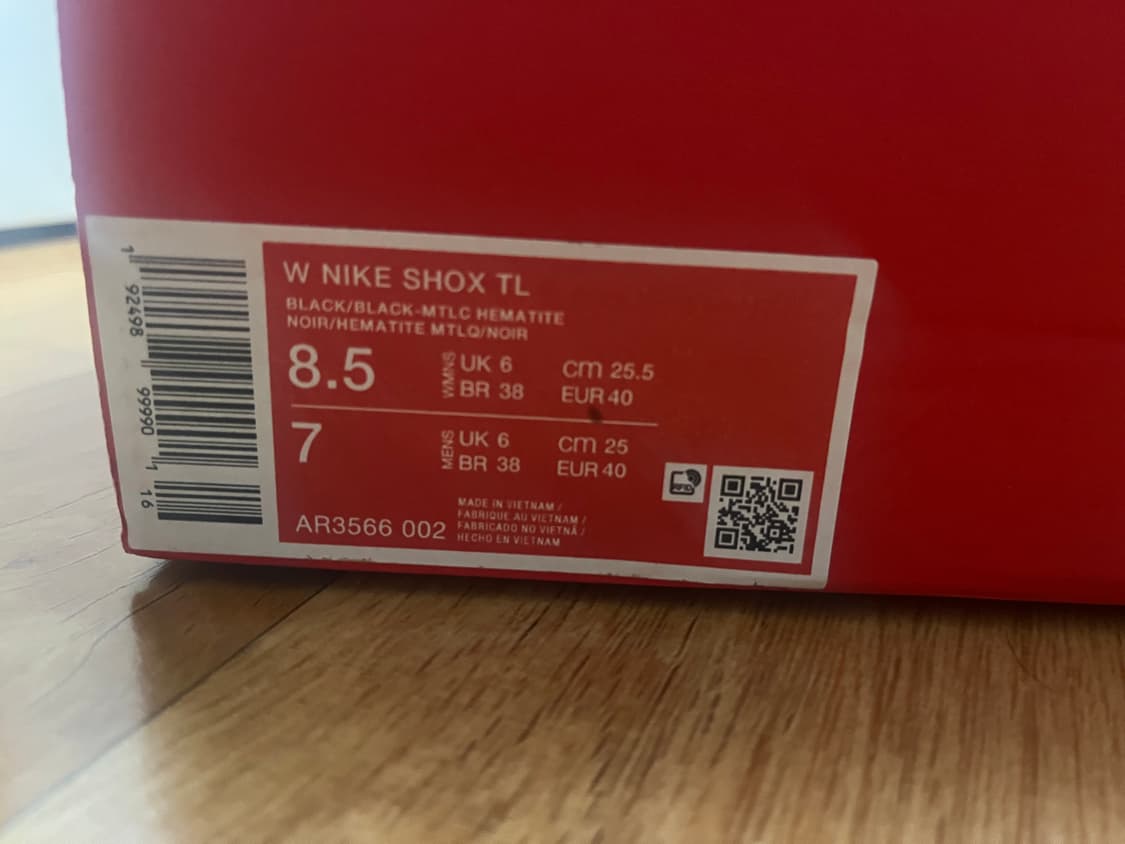 W NIKE SHOX TL
BLACK/BLACK-MTLC HEMATITE
NOIR/HEMATITE MTLQ/NOIR
8.5 WMNS UK 6 cm 25.5
BR 38 EUR 40
7 MENS UK 6 cm 25
BR 38 EUR 40
AR3566 002
MADE IN VIETNAM /
FABRIQUE AU VIETNAM /
FABRICADO NO VIETNÃ /
HECHO EN VIETNAM
1 92498 99990 1 16